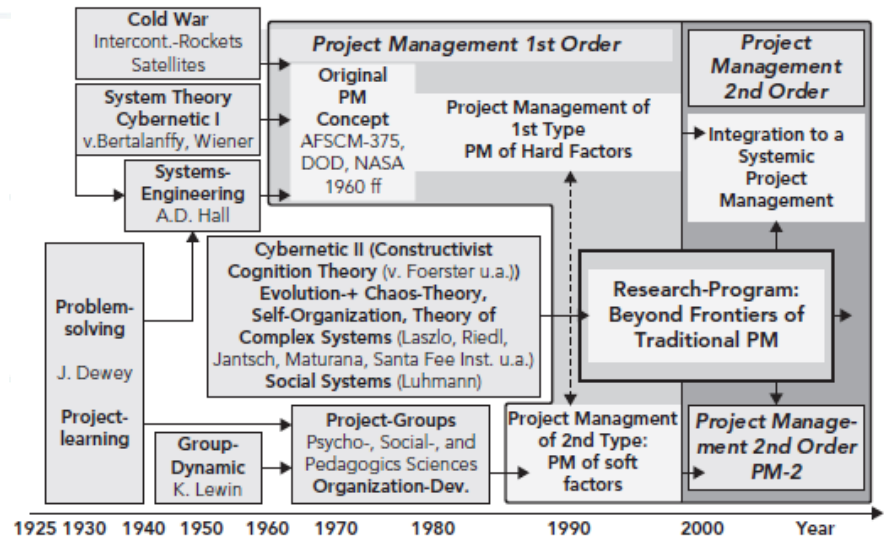 Cold War
Intercont.-Rockets
Satellites
System Theory
Cybernetic I
v.Bertalanffy, Wiener
Systems-
Engineering
A.D. Hall
Project Management 1st Order
Original
PM
Concept
AFSCM-375,
DOD, NASA
1960 ff
Project Management of
1st Type
PM of Hard Factors
Project
Management
2nd Order
Integration to a
Systemic
Project
Management
Problem-
solving
J. Dewey
Project-
learning
Cybernetic II (Constructivist
Cognition Theory (v. Foerster u.a.))
Evolution-+ Chaos-Theory,
Self-Organization, Theory of
Complex Systems (Laszlo, Riedl,
Jantsch, Maturana, Santa Fee Inst. u.a.)
Social Systems (Luhmann)
Research-Program:
Beyond Frontiers of
Traditional PM
Group-
Dynamic
K. Lewin
Project-Groups
Psycho-, Social-, and
Pedagogics Sciences
Organization-Dev.
Project Managment
of 2nd Type:
PM of soft
factors
Project Manage-
ment 2nd Order
PM-2
1925 1930 1940 1950 1960 1970 1980 1990 2000 Year